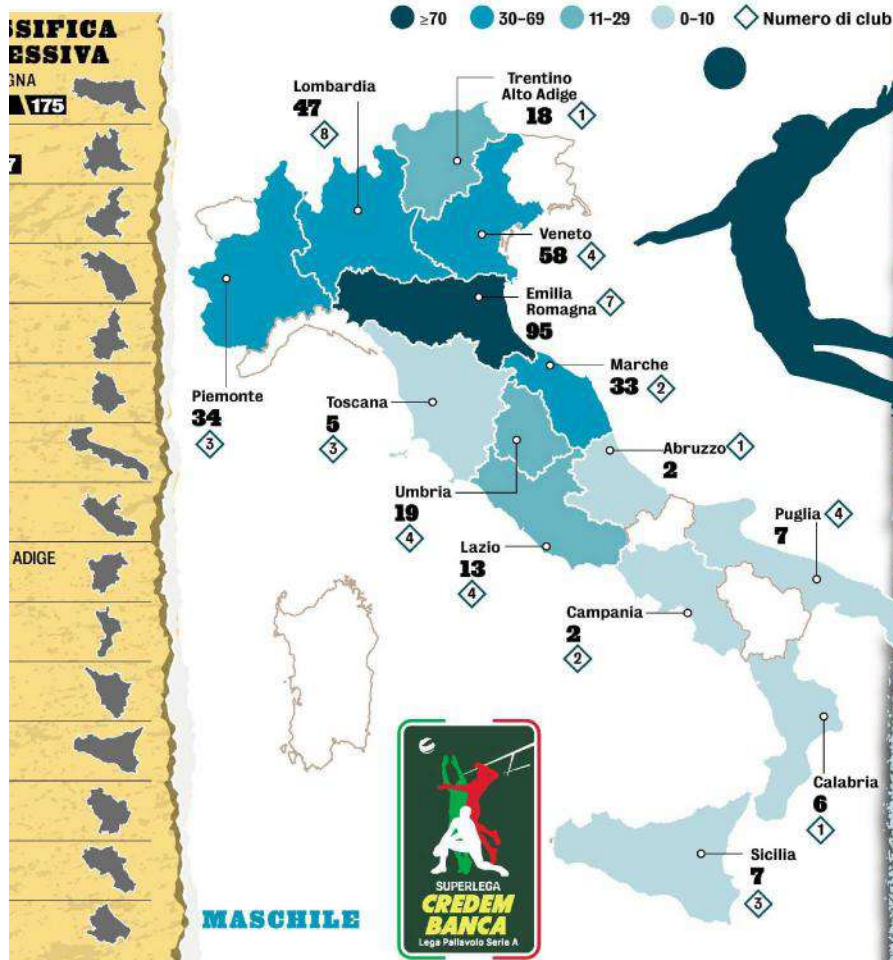 SSIFICA
ESSIVA
GNA
175
7
ADIGE
≥70
30–69
11–29
0–10
Numero di club
Trentino
Alto Adige
18
1
Lombardia
47
8
Veneto
58
4
Emilia
Romagna
7
95
Marche
33
2
Piemonte
34
3
Toscana
5
3
Abruzzo
1
2
Umbria
19
4
Puglia
4
7
Lazio
13
4
Campania
2
2
Calabria
6
1
Sicilia
7
3
SUPERLEGA
CREDEM
BANCA
Lega Pallavolo Serie A
MASCHILE